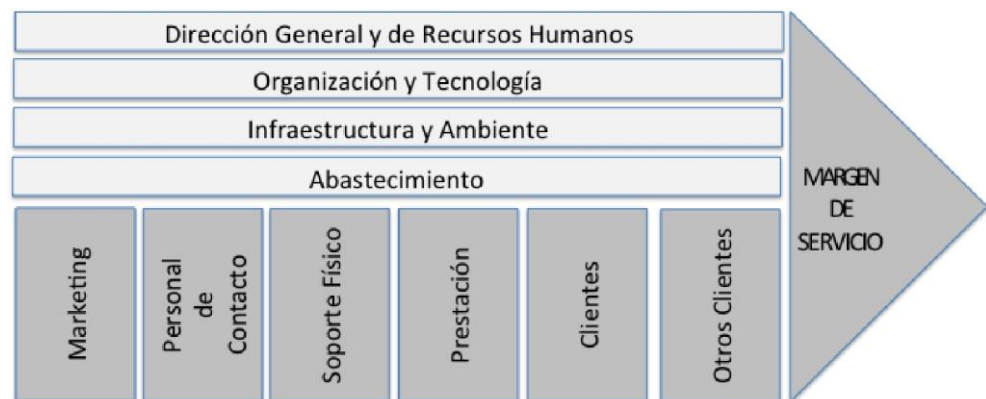 Dirección General y de Recursos Humanos
Organización y Tecnología
Infraestructura y Ambiente
Abastecimiento
Marketing
Personal
de
Contacto
Soporte Físico
Prestación
Clientes
Otros Clientes
MARGEN
DE
SERVICIO